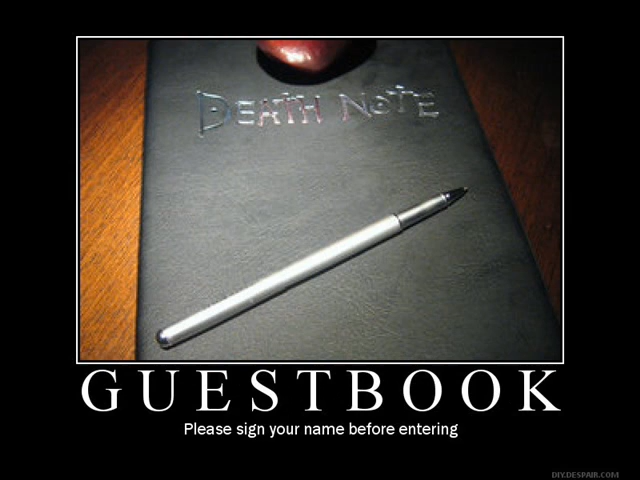 DEATH NOTE
GUESTBOOK
Please sign your name before entering
DIY.DESPAIR.COM